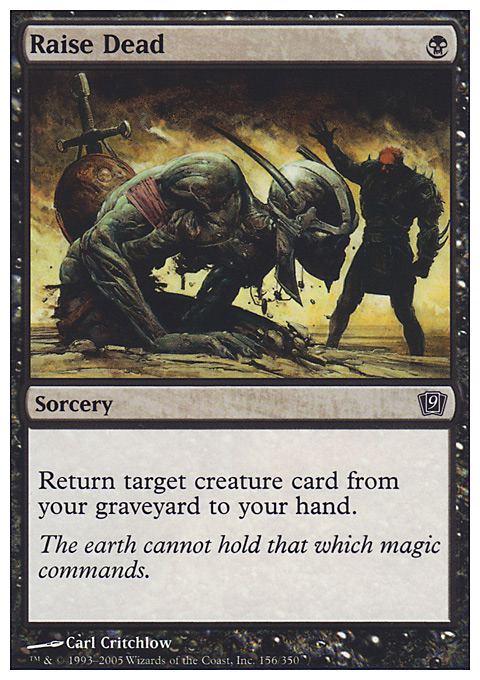 Raise Dead
Sorcery
9
Return target creature card from
your graveyard to your hand.
The earth cannot hold that which magic
commands.
Carl Critchlow
™ & © 1993–2005 Wizards of the Coast, Inc. 156/350